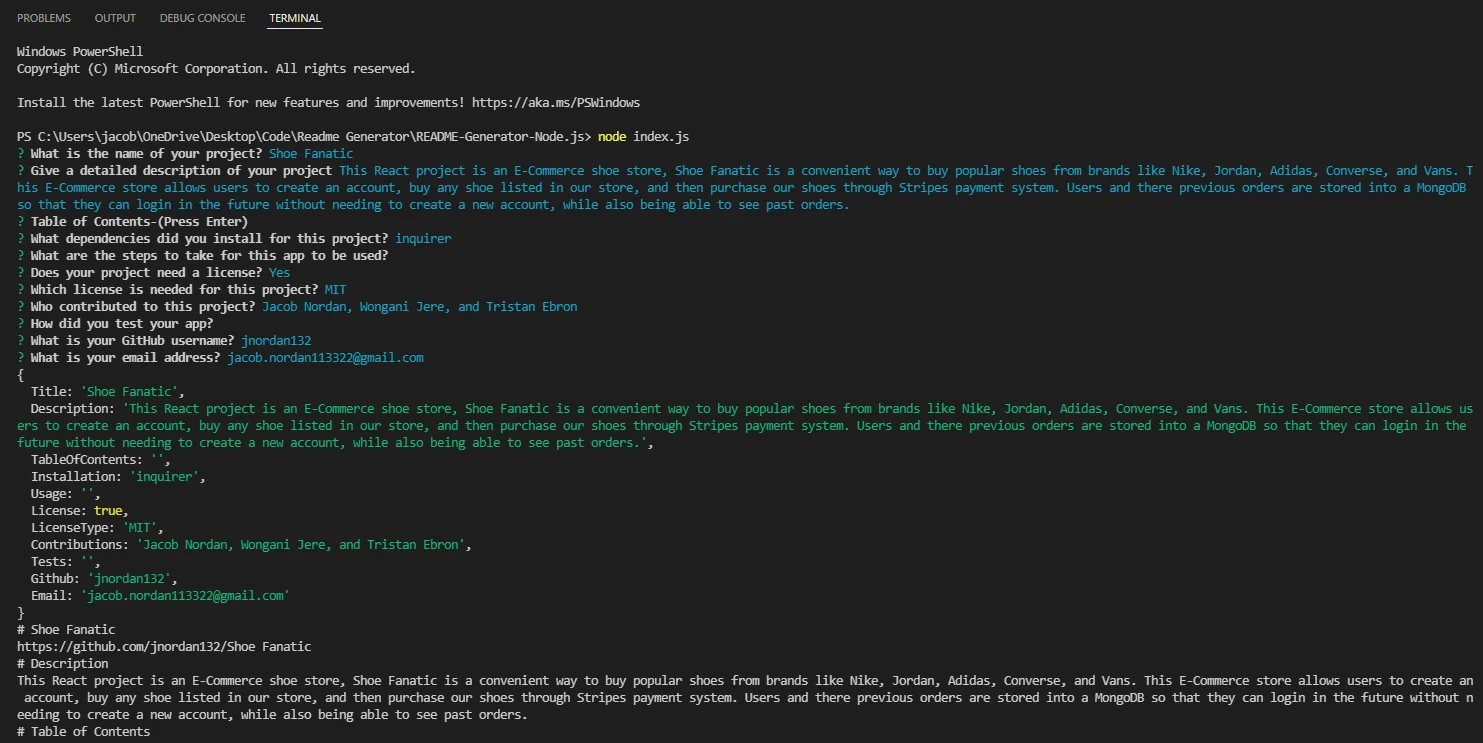 PROBLEMS OUTPUT DEBUG CONSOLE TERMINAL
Windows PowerShell
Copyright (C) Microsoft Corporation. All rights reserved.
Install the latest PowerShell for new features and improvements! https://aka.ms/PSWindows
PS C:\Users\jacob\OneDrive\Desktop\Code\Readme Generator\README-Generator-Node.js> node index.js
? What is the name of your project? Shoe Fanatic
? Give a detailed description of your project This React project is an E-Commerce shoe store, Shoe Fanatic is a convenient way to buy popular shoes from brands like Nike, Jordan, Adidas, Converse, and Vans. T
his E-Commerce store allows users to create an account, buy any shoe listed in our store, and then purchase our shoes through Stripes payment system. Users and there previous orders are stored into a MongoDB
so that they can login in the future without needing to create a new account, while also being able to see past orders.
? Table of Contents-(Press Enter)
? What dependencies did you install for this project? inquirer
? What are the steps to take for this app to be used?
? Does your project need a license? Yes
? Which license is needed for this project? MIT
? Who contributed to this project? Jacob Nordan, Wongani Jere, and Tristan Ebron
? How did you test your app?
? What is your GitHub username? jnordan132
? What is your email address? jacob.nordan113322@gmail.com
{
  Title: 'Shoe Fanatic',
  Description: 'This React project is an E-Commerce shoe store, Shoe Fanatic is a convenient way to buy popular shoes from brands like Nike, Jordan, Adidas, Converse, and Vans. This E-Commerce store allows us
ers to create an account, buy any shoe listed in our store, and then purchase our shoes through Stripes payment system. Users and there previous orders are stored into a MongoDB so that they can login in the
future without needing to create a new account, while also being able to see past orders.',
  TableOfContents: '',
  Installation: 'inquirer',
  Usage: '',
  License: true,
  LicenseType: 'MIT',
  Contributions: 'Jacob Nordan, Wongani Jere, and Tristan Ebron',
  Tests: '',
  Github: 'jnordan132',
  Email: 'jacob.nordan113322@gmail.com'
}
# Shoe Fanatic
https://github.com/jnordan132/Shoe Fanatic
# Description
This React project is an E-Commerce shoe store, Shoe Fanatic is a convenient way to buy popular shoes from brands like Nike, Jordan, Adidas, Converse, and Vans. This E-Commerce store allows users to create an
 account, buy any shoe listed in our store, and then purchase our shoes through Stripes payment system. Users and there previous orders are stored into a MongoDB so that they can login in the future without n
eeding to create a new account, while also being able to see past orders.
# Table of Contents